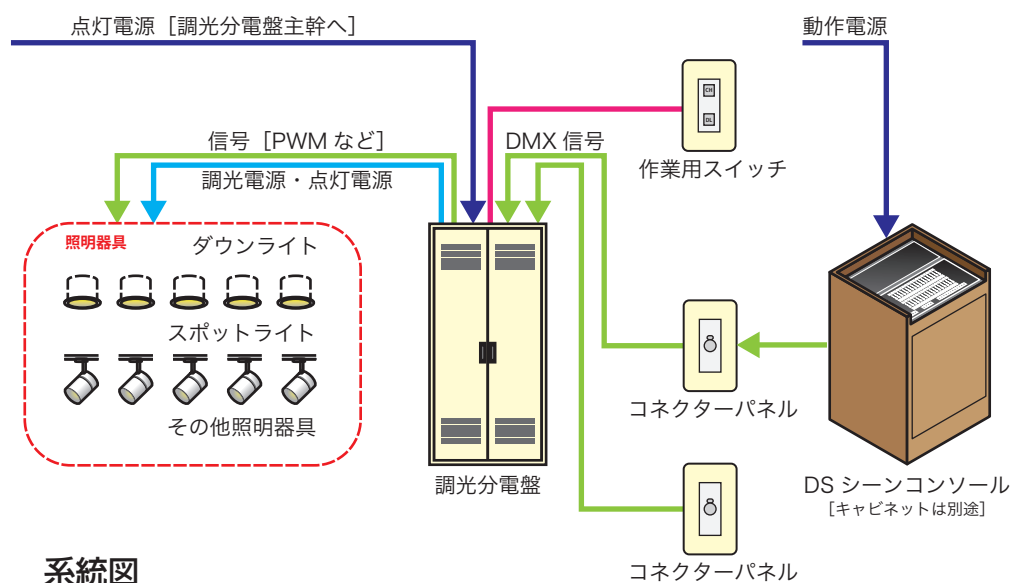 点灯電源［調光分電盤主幹へ］
動作電源
CH
DL
信号［PWM など］
DMX 信号
作業用スイッチ
調光電源・点灯電源
照明器具
ダウンライト
スポットライト
その他照明器具
コネクターパネル
調光分電盤
DS シーンコンソール
［キャビネットは別途］
コネクターパネル
系統図